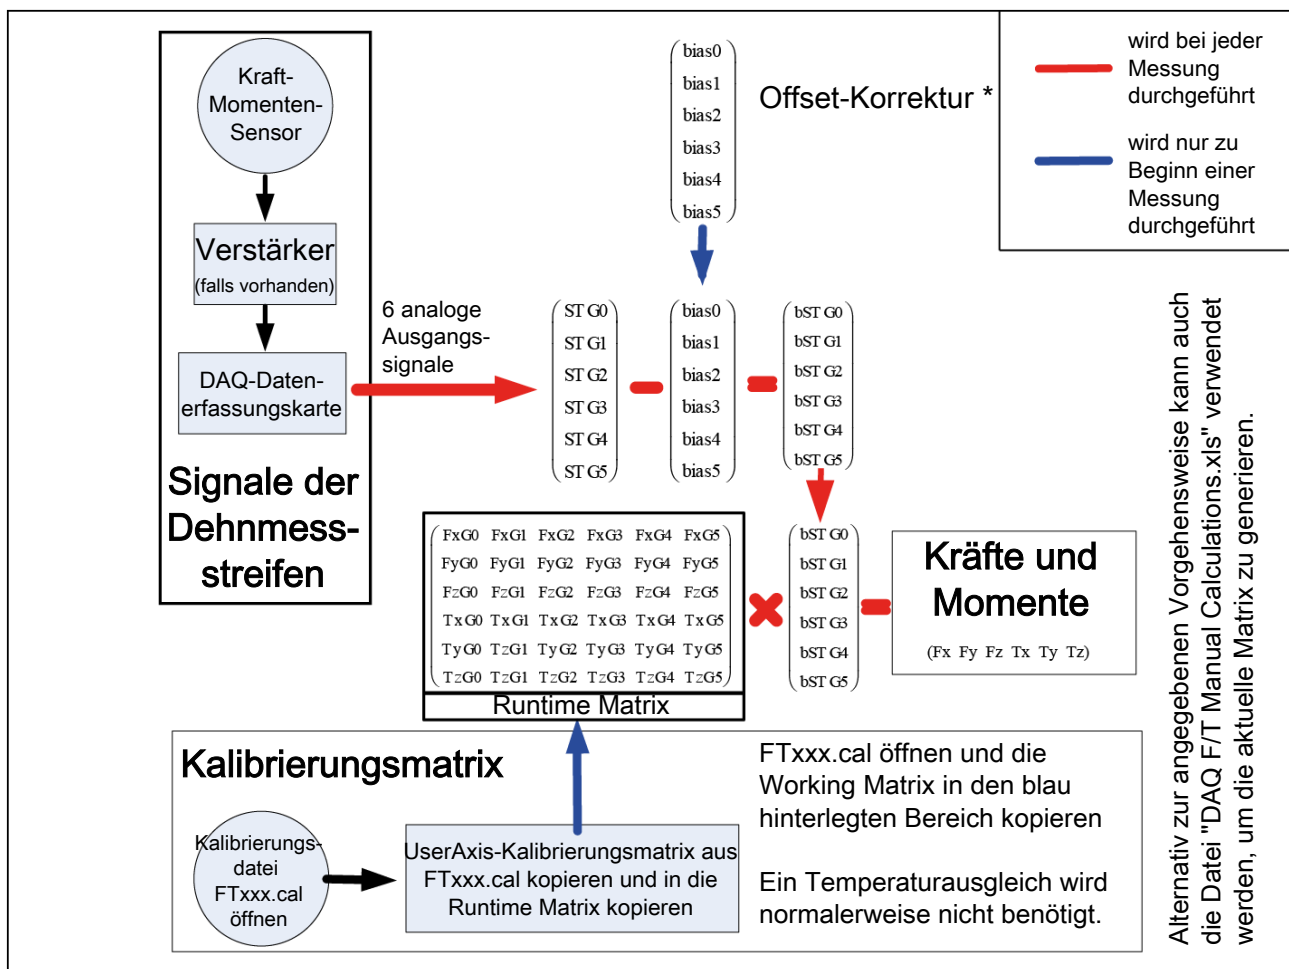 Kraft-
Momenten-
Sensor
Verstärker
(falls vorhanden)
DAQ-Daten-
erfassungskarte
Signale der
Dehnmess-
streifen
6 analoge
Ausgangs-
signale
bias0
bias1
bias2
bias3
bias4
bias5
Offset-Korrektur *
wird bei jeder
Messung
durchgeführt
wird nur zu
Beginn einer
Messung
durchgeführt
ST G0
ST G1
ST G2
ST G3
ST G4
ST G5
bias0
bias1
bias2
bias3
bias4
bias5
bST G0
bST G1
bST G2
bST G3
bST G4
bST G5
FxG0 FxG1 FxG2 FxG3 FxG4 FxG5
FyG0 FyG1 FyG2 FyG3 FyG4 FyG5
FzG0 FzG1 FzG2 FzG3 FzG4 FzG5
TxG0 TxG1 TxG2 TxG3 TxG4 TxG5
TyG0 TzG1 TyG2 TyG3 TyG4 TyG5
TzG0 TzG1 TzG2 TzG3 TzG4 TzG5
Runtime Matrix
bST G0
bST G1
bST G2
bST G3
bST G4
bST G5
Kräfte und
Momente
(Fx Fy Fz Tx Ty Tz)
Kalibrierungsmatrix
Kalibrierungs-
datei
FTxxx.cal
öffnen
UserAxis-Kalibrierungsmatrix aus
FTxxx.cal kopieren und in die
Runtime Matrix kopieren
FTxxx.cal öffnen und die
Working Matrix in den blau
hinterlegten Bereich kopieren
Ein Temperaturausgleich wird
normalerweise nicht benötigt.
Alternativ zur angegebenen Vorgehensweise kann auch
die Datei "DAQ F/T Manual Calculations.xls" verwendet
werden, um die aktuelle Matrix zu generieren.